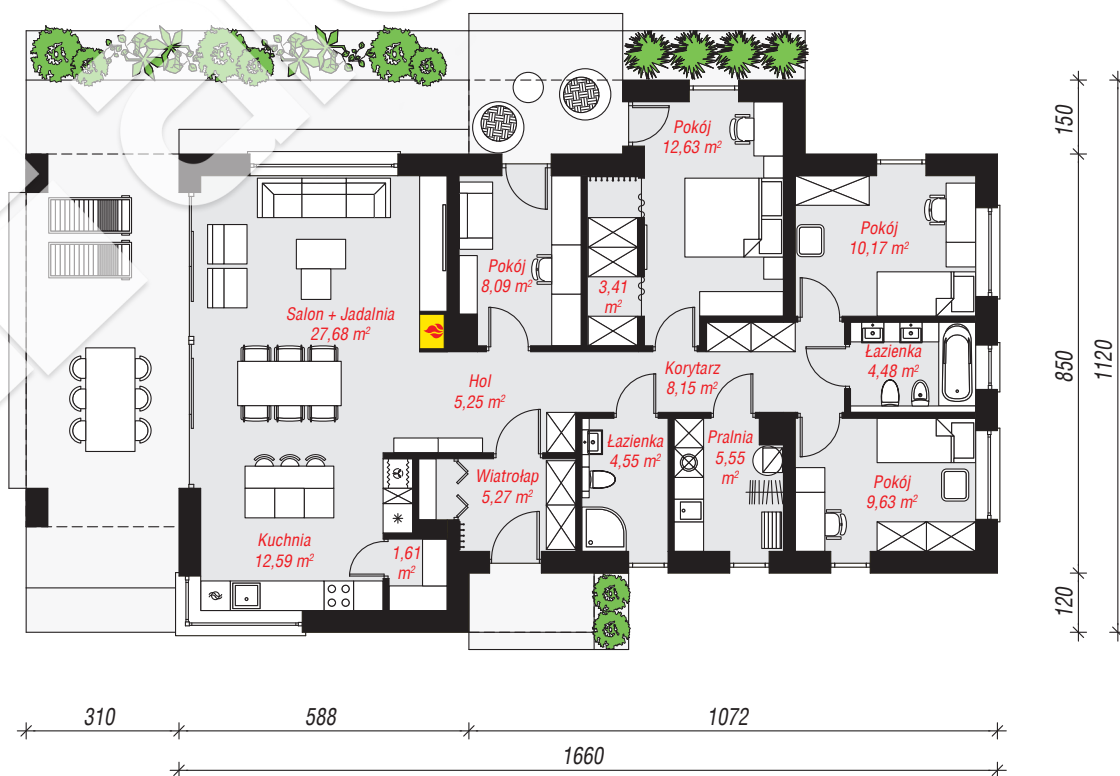 Pokój
12,63 m²
Pokój
10,17 m²
Pokój
8,09 m²
3,41
m²
Salon + Jadalnia
27,68 m²
Łazienka
4,48 m²
Hol
5,25 m²
Korytarz
8,15 m²
Łazienka
4,55 m²
Pralnia
5,55
m²
Wiatrołap
5,27 m²
Pokój
9,63 m²
Kuchnia
12,59 m²
1,61
m²
150
850
1120
120
310
588
1072
1660